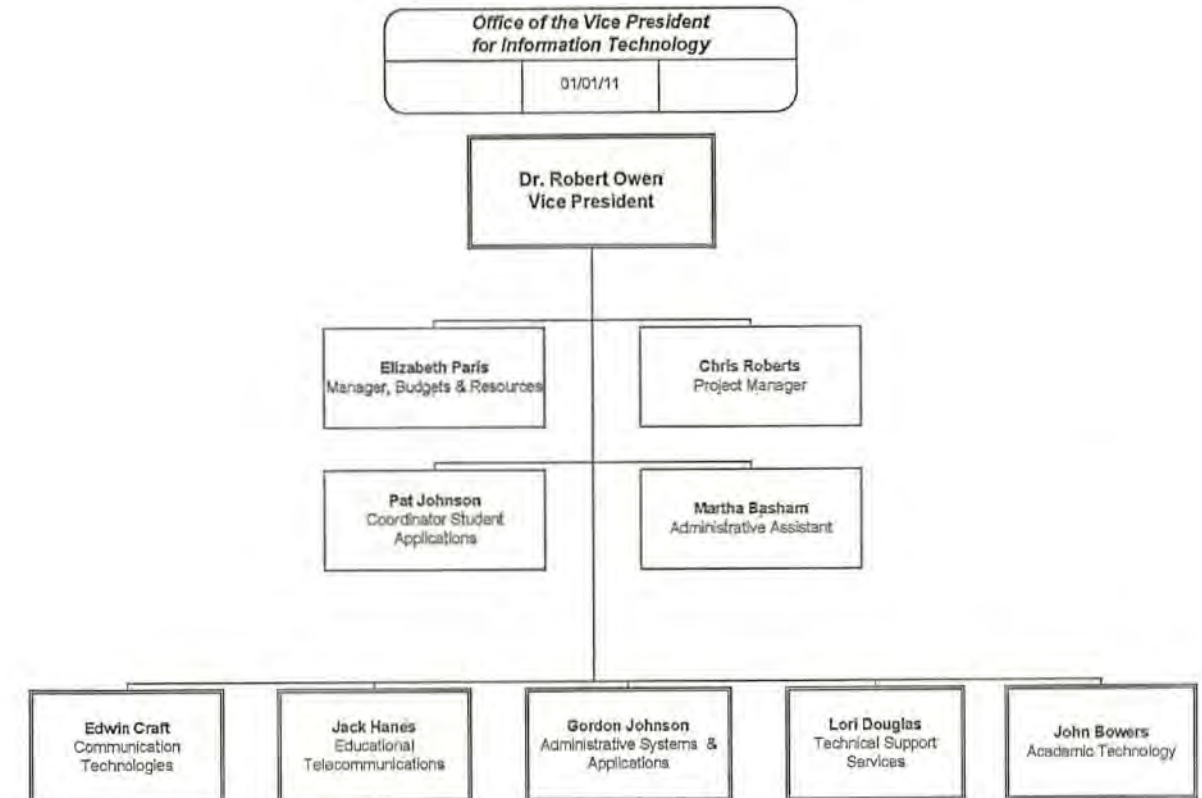 Office of the Vice President
for Information Technology
01/01/11
Dr. Robert Owen
Vice President
Elizabeth Paris
Manager, Budgets & Resources
Chris Roberts
Project Manager
Pat Johnson
Coordinator Student
Applications
Martha Basham
Administrative Assistant
Edwin Craft
Communication
Technologies
Jack Hanes
Educational
Telecommunications
Gordon Johnson
Administrative Systems &
Applications
Lori Douglas
Technical Support
Services
John Bowers
Academic Technology